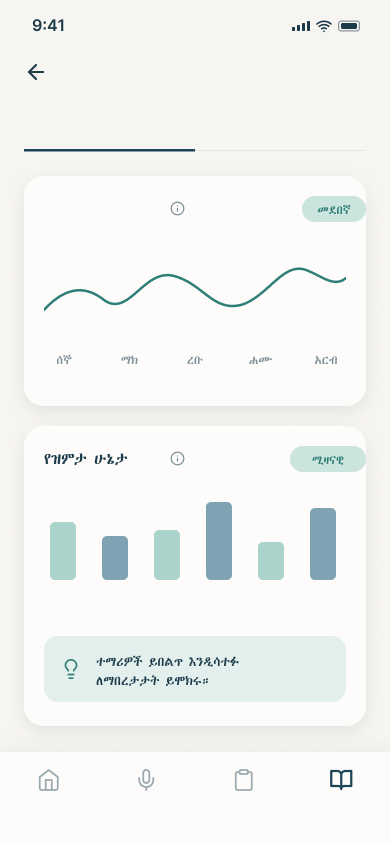 9:41
መደበኛ
ሰኞ ማክ ረቡ ሐሙ አርብ
የዝምታ ሁኔታ
ሚዛናዊ
ተማሪዎች ይበልጥ እንዲሳተፉ
ለማበረታታት ይሞክሩ።